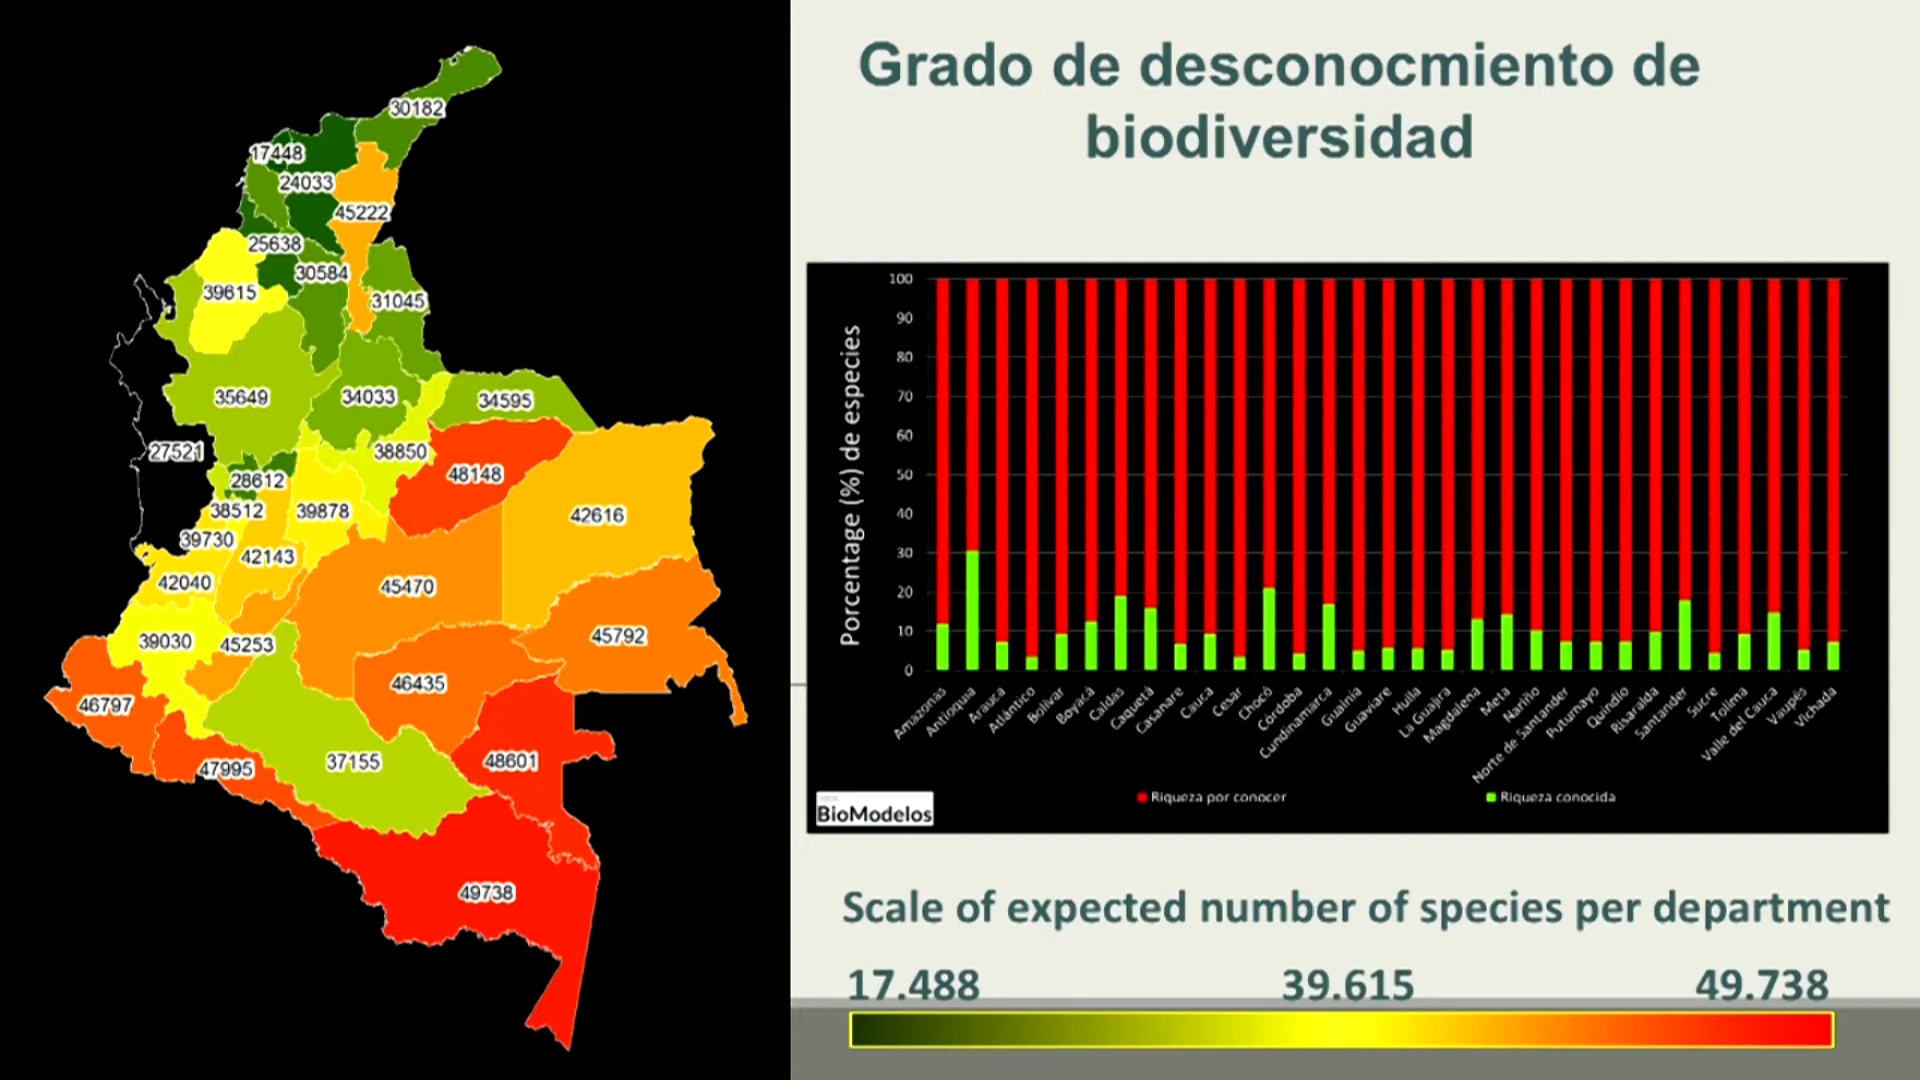 30182
17448
24033
45222
25638
30584
39615
31045
35649
34033
34595
27521
38850
48148
28612
38512
39878
42616
39730
42143
42040
45470
39030
45253
45792
46435
46797
47995
37155
48601
49738
Grado de desconocmiento de
biodiversidad
Porcentage (%) de especies
100
90
80
70
60
50
40
30
20
10
0
Amazonas
Antioquia
Arauca
Atlántico
Bolívar
Boyacá
Caldas
Caquetá
Casanare
Cauca
Cesar
Chocó
Córdoba
Cundinamarca
Guainía
Guaviare
Huila
La Guajira
Magdalena
Meta
Nariño
Norte de Santander
Putumayo
Quindío
Risaralda
Santander
Sucre
Tolima
Valle del Cauca
Vaupés
Vichada
Riqueza por conocer
Riqueza conocida
BioModelos
Scale of expected number of species per department
17.488 39.615 49.738